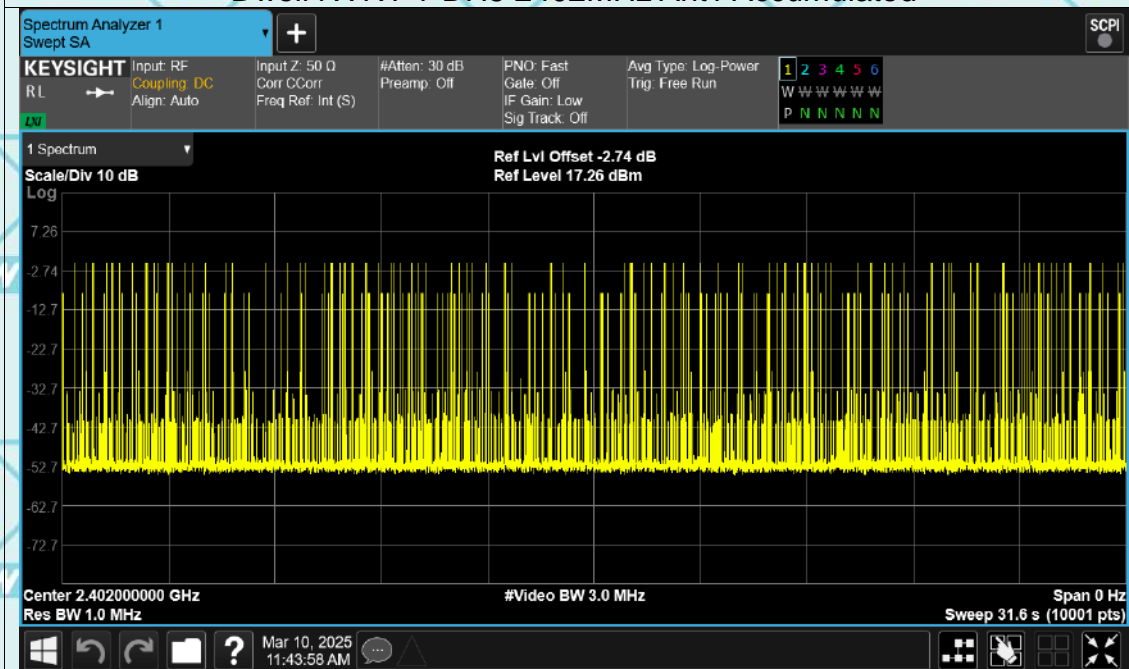 Spectrum Analyzer 1
Swept SA
+
SCPI
KEYSIGHT
RL
LXI
Input: RF
Coupling: DC
Align: Auto
Input Z: 50 Ω
Corr CCorr
Freq Ref: Int (S)
#Atten: 30 dB
Preamp: Off
PNO: Fast
Gate: Off
IF Gain: Low
Sig Track: Off
Avg Type: Log-Power
Trig: Free Run
1 2 3 4 5 6
W W W W W W
P N N N N N
1 Spectrum
Scale/Div 10 dB
Log
Ref Lvl Offset -2.74 dB
Ref Level 17.26 dBm
7.26
-2.74
-12.7
-22.7
-32.7
-42.7
-52.7
-62.7
-72.7
Center 2.402000000 GHz
#Video BW 3.0 MHz
Span 0 Hz
Res BW 1.0 MHz
Sweep 31.6 s (10001 pts)
?
Mar 10, 2025
11:43:58 AM